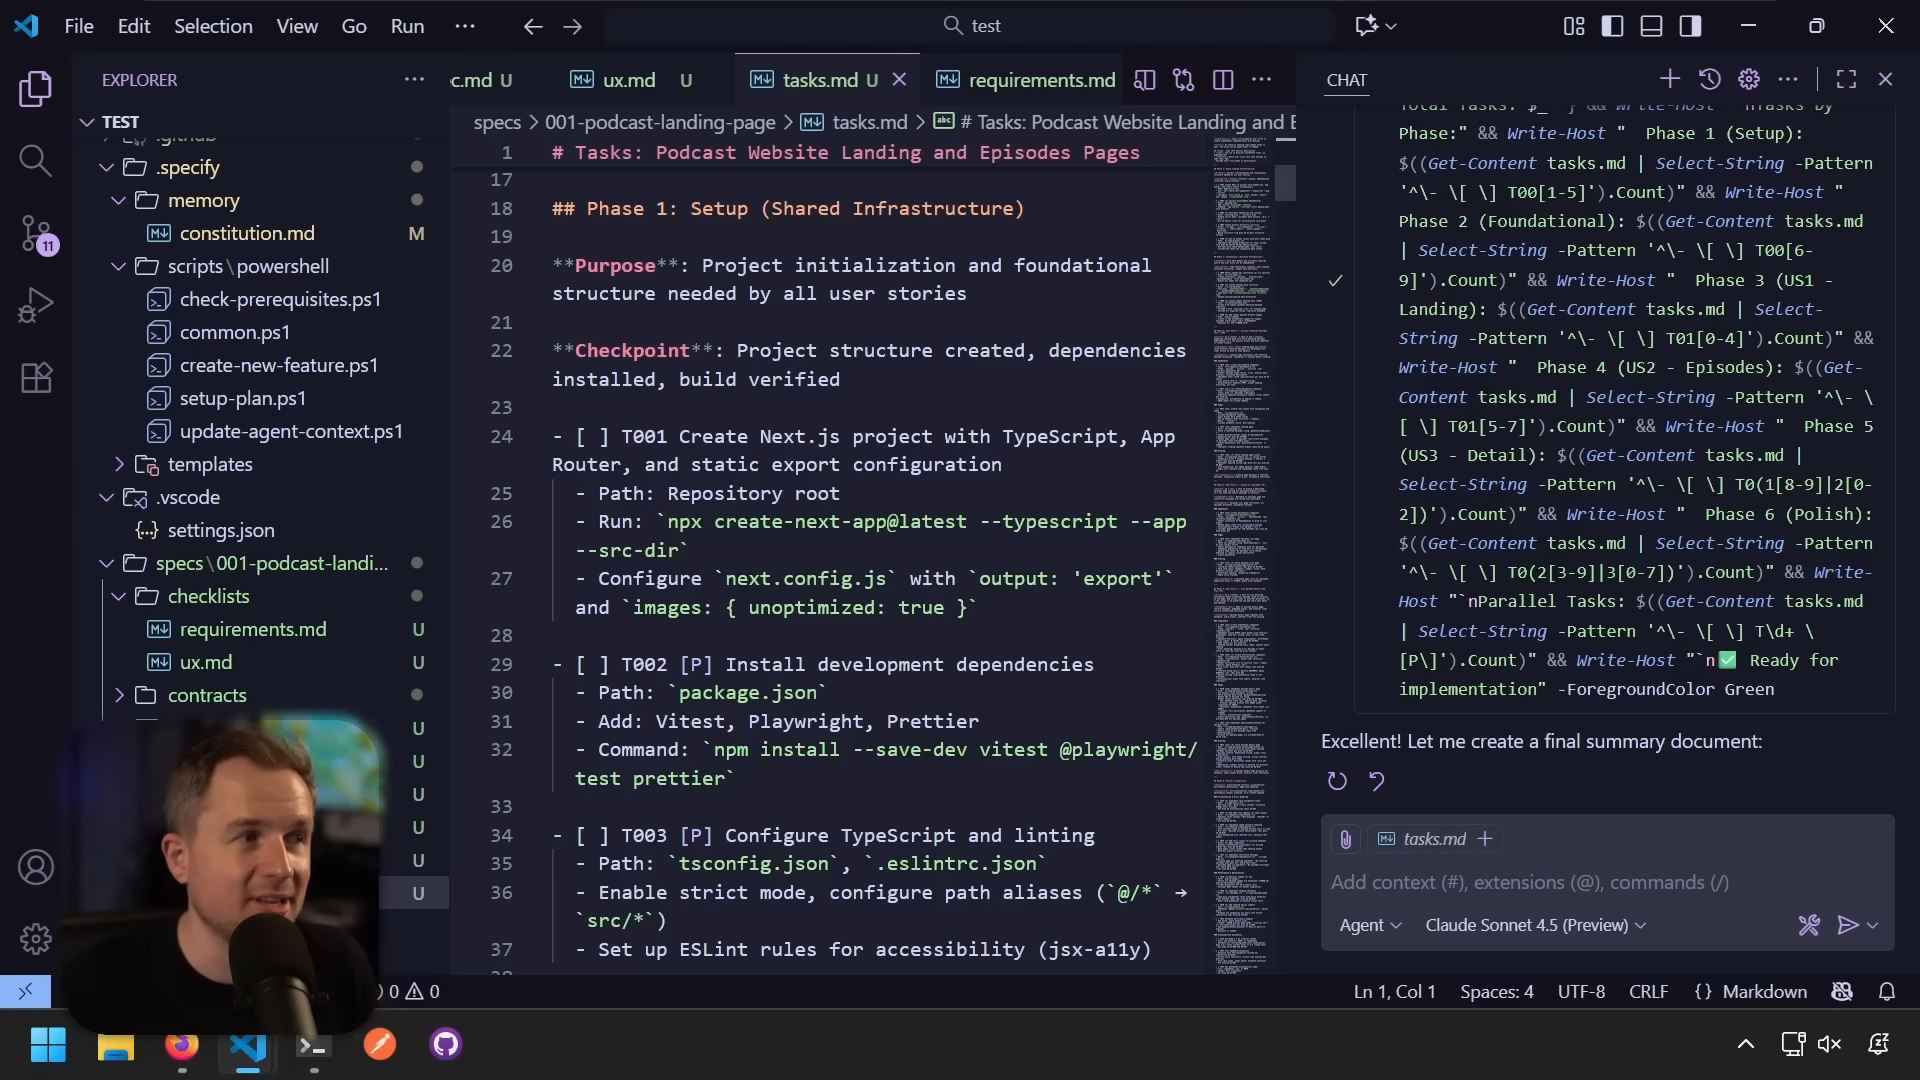 File Edit Selection View Go Run ··· test
EXPLORER
TEST
.github
.specify
memory
constitution.md M
scripts\powershell
check-prerequisites.ps1
common.ps1
create-new-feature.ps1
setup-plan.ps1
update-agent-context.ps1
templates
.vscode
settings.json
specs\001-podcast-landi...
checklists
requirements.md U
ux.md U
contracts
U
U
U
U
U
U
11
c.md U ux.md U tasks.md U requirements.md
specs > 001-podcast-landing-page > tasks.md > # Tasks: Podcast Website Landing and E
1 # Tasks: Podcast Website Landing and Episodes Pages
17
18 ## Phase 1: Setup (Shared Infrastructure)
19
20 **Purpose**: Project initialization and foundational
structure needed by all user stories
21
22 **Checkpoint**: Project structure created, dependencies
installed, build verified
23
24 - [ ] T001 Create Next.js project with TypeScript, App
Router, and static export configuration
25 - Path: Repository root
26 - Run: `npx create-next-app@latest --typescript --app
--src-dir`
27 - Configure `next.config.js` with `output: 'export'`
and `images: { unoptimized: true }`
28
29 - [ ] T002 [P] Install development dependencies
30 - Path: `package.json`
31 - Add: Vitest, Playwright, Prettier
32 - Command: `npm install --save-dev vitest @playwright/
test prettier`
33
34 - [ ] T003 [P] Configure TypeScript and linting
35 - Path: `tsconfig.json`, `.eslintrc.json`
36 - Enable strict mode, configure path aliases (`@/*` →
`src/*`)
37 - Set up ESLint rules for accessibility (jsx-a11y)
CHAT
Total Tasks: $_" } && Write-Host "`nTasks by
Phase:" && Write-Host "  Phase 1 (Setup):
$((Get-Content tasks.md | Select-String -Pattern
'^\- \[ \] T00[1-5]').Count)" && Write-Host "
Phase 2 (Foundational): $((Get-Content tasks.md
| Select-String -Pattern '^\- \[ \] T00[6-
9]').Count)" && Write-Host "  Phase 3 (US1 -
Landing): $((Get-Content tasks.md | Select-
String -Pattern '^\- \[ \] T01[0-4]').Count)" &&
Write-Host "  Phase 4 (US2 - Episodes): $((Get-
Content tasks.md | Select-String -Pattern '^\- \
[ \] T01[5-7]').Count)" && Write-Host "  Phase 5
(US3 - Detail): $((Get-Content tasks.md |
Select-String -Pattern '^\- \[ \] T0(1[8-9]|2[0-
2])').Count)" && Write-Host "  Phase 6 (Polish):
$((Get-Content tasks.md | Select-String -Pattern
'^\- \[ \] T0(2[3-9]|3[0-7])').Count)" && Write-
Host "`nParallel Tasks: $((Get-Content tasks.md
| Select-String -Pattern '^\- \[ \] T\d+ \
[P\]').Count)" && Write-Host "`n✅ Ready for
implementation" -ForegroundColor Green
Excellent! Let me create a final summary document:
tasks.md +
Add context (#), extensions (@), commands (/)
Agent Claude Sonnet 4.5 (Preview)
0 0 Ln 1, Col 1 Spaces: 4 UTF-8 CRLF {} Markdown